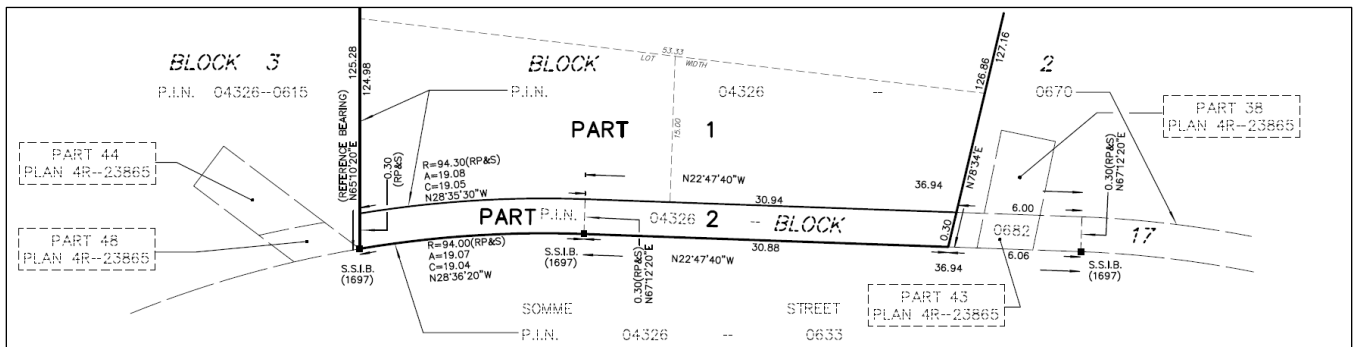 53.33
LOT WIDTH
BLOCK 3
P.I.N. 04326--0615
125.28
124.98
(REFERENCE BEARING)
N65°10'20"E
BLOCK 2
P.I.N. 04326 -- 0670
PART 1
15.00
127.16
126.86
N78°34'E
PART 38
PLAN 4R--23865
PART 44
PLAN 4R--23865
0.30
(RP&S)
R=94.30(RP&S)
A=19.08
C=19.05
N28°35'30"W
N22°47'40"W
36.94
30.94
0.30(RP&S)
N67°12'20"E
6.00
PART 2
P.I.N. 04326 -- BLOCK 17
0682
0.30
PART 48
PLAN 4R--23865
S.S.I.B.
(1697)
R=94.00(RP&S)
A=19.07
C=19.04
N28°36'20"W
S.S.I.B.
(1697)
0.30(RP&S)
N67°12'20"E
30.88
N22°47'40"W
36.94
6.06
S.S.I.B.
(1697)
PART 43
PLAN 4R--23865
SOMME STREET
P.I.N. 04326 -- 0633